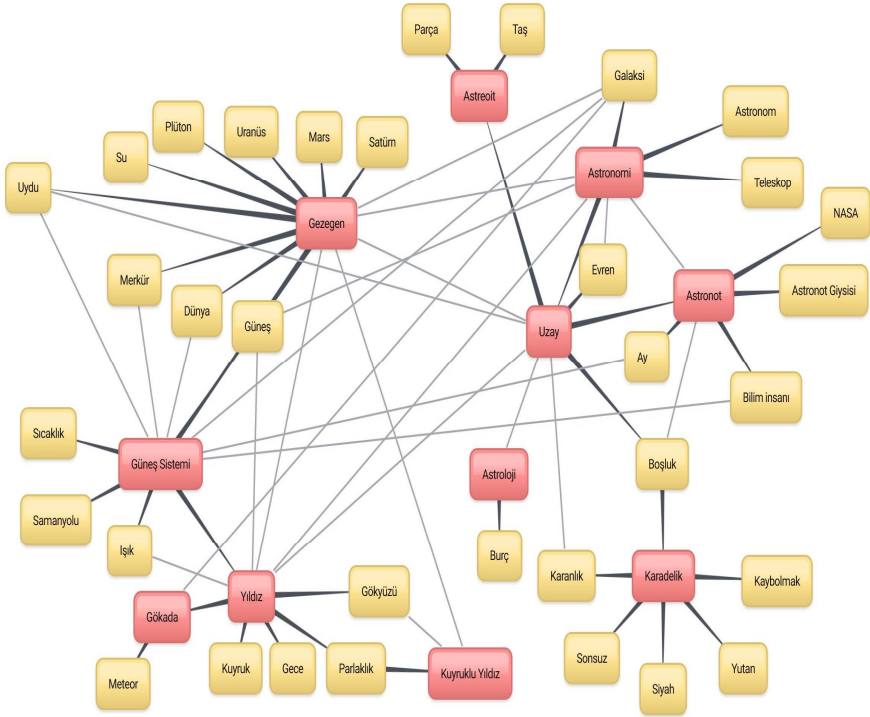 Parça
Taş
Astreoit
Galaksi
Astronom
Plüton
Uranüs
Mars
Satüm
Su
Astronomi
Teleskop
Uydu
Gezegen
NASA
Merkür
Dünya
Güneş
Evren
Astronot
Astronot Giysisi
Uzay
Ay
Bilim insanı
Sıcaklık
Güneş Sistemi
Astroloji
Boşluk
Samanyolu
Işık
Burç
Karanlık
Karadelik
Kaybolmak
Yıldız
Gökyüzü
Gökada
Meteor
Kuyruk
Gece
Parlaklık
Kuyruklu Yıldız
Sonsuz
Siyah
Yutan